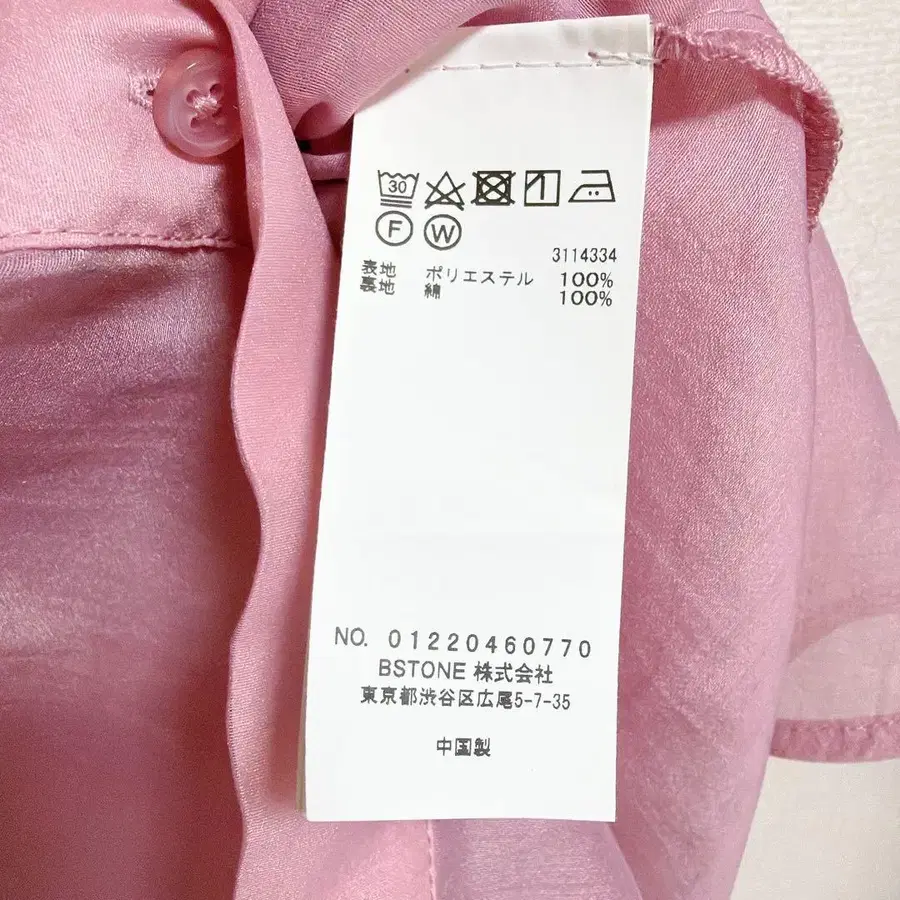 30
F W
3114334
表地 ポリエステル 100%
裏地 綿 100%
NO. 01220460770
BSTONE 株式会社
東京都渋谷区広尾5-7-35
中国製